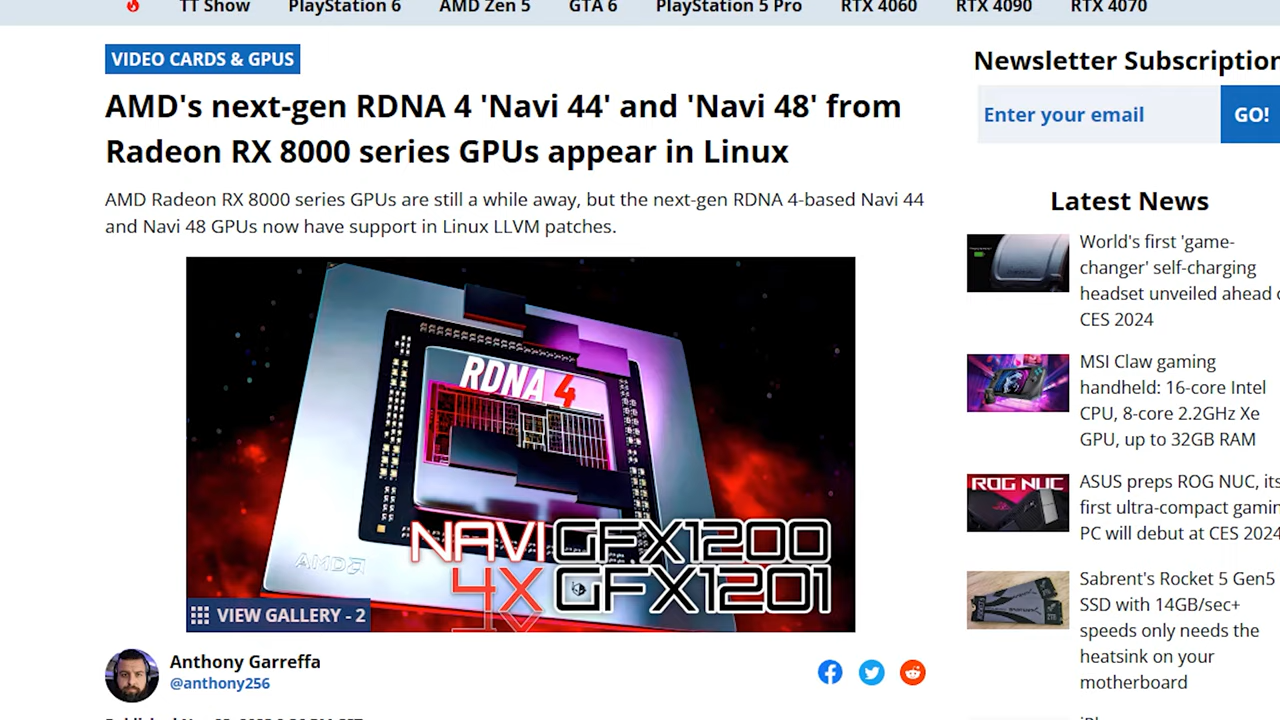 TT Show PlayStation 6 AMD Zen 5 GTA 6 PlayStation 5 Pro RTX 4060 RTX 4090 RTX 4070
VIDEO CARDS & GPUS
AMD's next-gen RDNA 4 'Navi 44' and 'Navi 48' from
Radeon RX 8000 series GPUs appear in Linux
AMD Radeon RX 8000 series GPUs are still a while away, but the next-gen RDNA 4-based Navi 44
and Navi 48 GPUs now have support in Linux LLVM patches.
RDNA 4
AMD
NAVI GFX1200
4X GFX1201
VIEW GALLERY - 2
Anthony Garreffa
@anthony256
Newsletter Subscription
Enter your email GO!
Latest News
World's first 'game-
changer' self-charging
headset unveiled ahead
CES 2024
MSI Claw gaming
handheld: 16-core Intel
CPU, 8-core 2.2GHz Xe
GPU, up to 32GB RAM
ROG NUC
ASUS preps ROG NUC, its
first ultra-compact gaming
PC will debut at CES 2024
Sabrent's Rocket 5 Gen5
SSD with 14GB/sec+
speeds only needs the
heatsink on your
motherboard